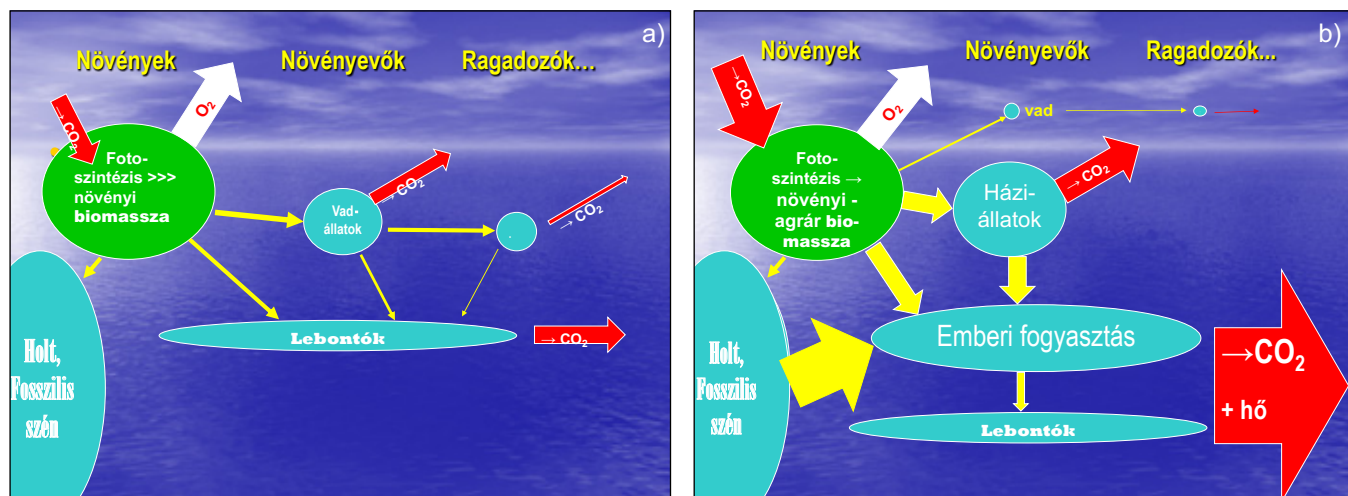 a)
Növények
Növényevők
Ragadozók...
→ CO₂
O₂
Foto-
szintézis >>>
növényi
biomassza
Vad-
állatok
→ CO₂
→ CO₂
Lebontók
→ CO₂
Holt,
Fosszilis
szén
b)
Növények
Növényevők
Ragadozók...
→CO₂
O₂
vad
Foto-
szintézis →
növényi -
agrár bio-
massza
Házi-
állatok
→ CO₂
Emberi fogyasztás
Lebontók
Holt,
Fosszilis
szén
→CO₂
+ hő